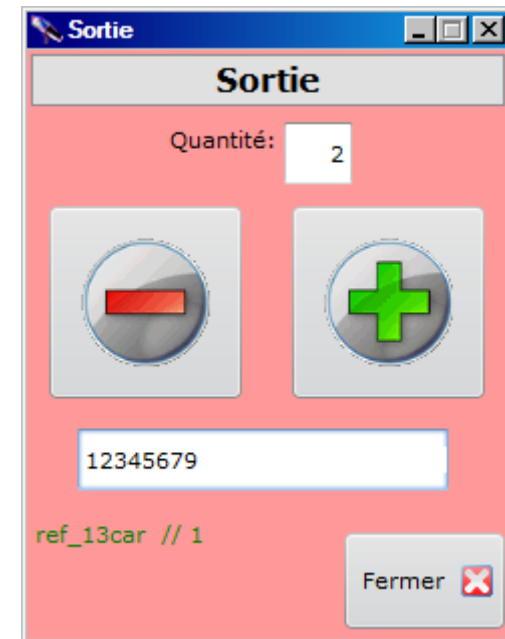 Sortie
Sortie
Quantité: 2
12345679
ref_13car // 1
Fermer